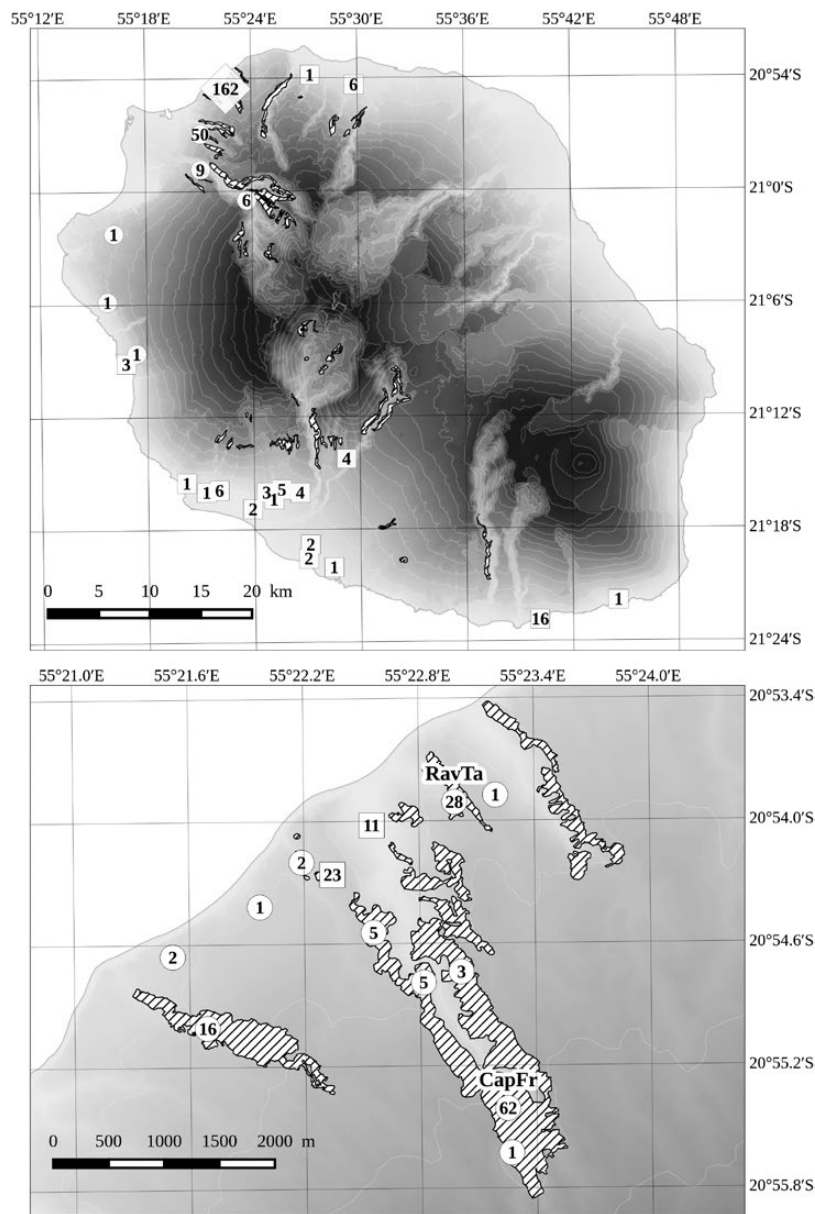 55°12′E 55°18′E 55°24′E 55°30′E 55°36′E 55°42′E 55°48′E
20°54′S
1
6
162
50
9
21°0′S
6
1
1
21°6′S
1
3
21°12′S
4
1
1 6
3 5 4
1
2
21°18′S
2
2
1
1
16
0 5 10 15 20 km
21°24′S
55°21.0′E 55°21.6′E 55°22.2′E 55°22.8′E 55°23.4′E 55°24.0′E
20°53.4′S
RavTa
28
1
11
20°54.0′S
2
23
1
5
20°54.6′S
2
3
5
16
20°55.2′S
CapFr
62
0 500 1000 1500 2000 m
1
20°55.8′S